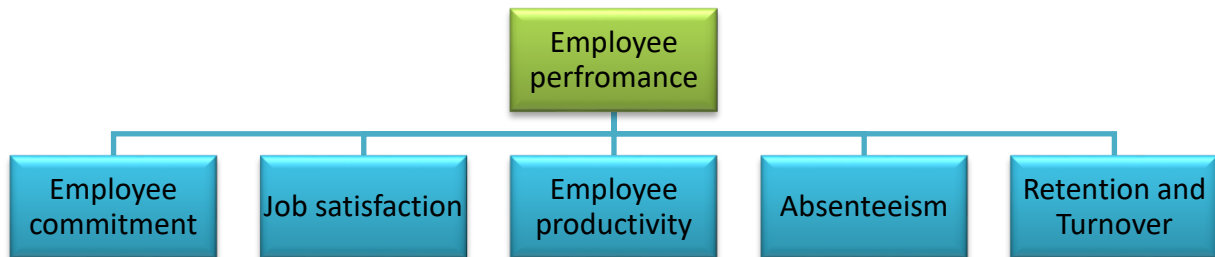 Employee
perfromance
Employee
commitment
Job satisfaction
Employee
productivity
Absenteeism
Retention and
Turnover